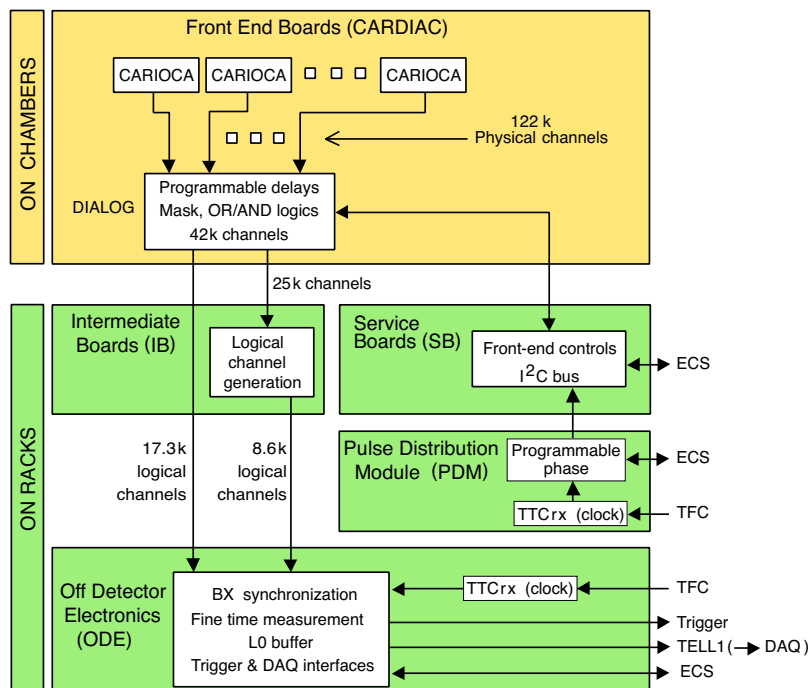 ON CHAMBERS
Front End Boards (CARDIAC)
CARIOCA
CARIOCA
CARIOCA
122 k
Physical channels
DIALOG
Programmable delays
Mask, OR/AND logics
42k channels
25k channels
ON RACKS
Intermediate
Boards (IB)
Logical
channel
generation
Service
Boards (SB)
Front-end controls
I²C bus
ECS
17.3k
logical
channels
8.6k
logical
channels
Pulse Distribution
Module (PDM)
Programmable
phase
ECS
TTCrx (clock)
TFC
Off Detector
Electronics
(ODE)
BX synchronization
Fine time measurement
L0 buffer
Trigger & DAQ interfaces
TTCrx (clock)
TFC
Trigger
TELL1 (→ DAQ)
ECS